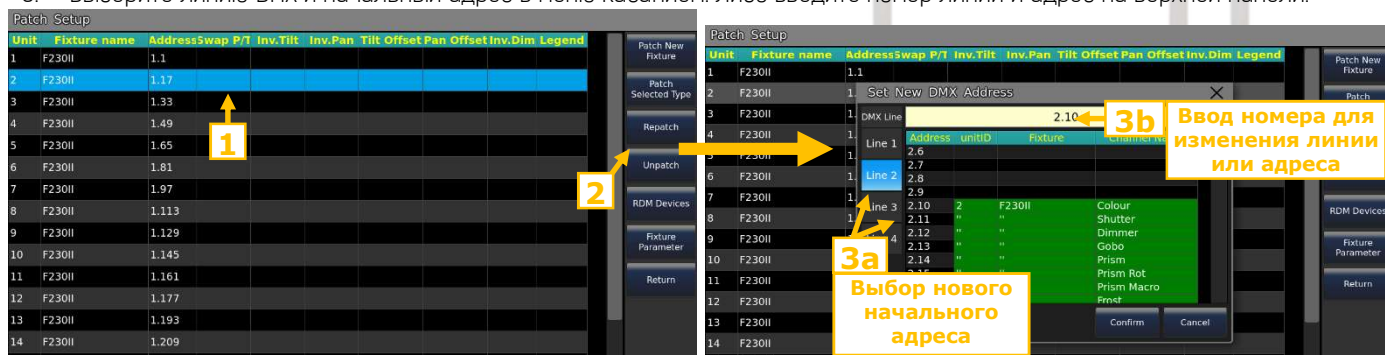 Patch Setup
Unit Fixture name Address Swap P/T Inv.Tilt Inv.Pan Tilt Offset Pan Offset Inv.Dim Legend
1 F230II 1.1
2 F230II 1.17
3 F230II 1.33
4 F230II 1.49
5 F230II 1.65
6 F230II 1.81
7 F230II 1.97
8 F230II 1.113
9 F230II 1.129
10 F230II 1.145
11 F230II 1.161
12 F230II 1.177
13 F230II 1.193
14 F230II 1.209
Patch New
Fixture
Patch
Selected Type
Repatch
Unpatch
RDM Devices
Fixture
Parameter
Return
1
2
Patch Setup
Unit Fixture name Address Swap P/T Inv.Tilt Inv.Pan Tilt Offset Pan Offset Inv.Dim Legend
1 F230II 1.1
2 F230II
3 F230II
4 F230II
6 F230II
7 F230II
8 F230II
9 F230II
10 F230II
11 F230II
12 F230II
13 F230II
14 F230II
Set New DMX Address
DMX Line 2.10
Line 1
Line 2
Line 3
4
Address unitID Fixture
2.6
2.7
2.8
2.9
2.10 2 F230II Colour
2.11 " " Shutter
2.12 " " Dimmer
2.13 " " Gobo
2.14 " " Prism
" " Prism Rot
Prism Macro
Frost
Confirm Cancel
Patch New
Fixture
Patch
RDM Devices
Fixture
Parameter
Return
3a
Выбор нового
начального
адреса
3b
Ввод номера для
изменения линии
или адреса